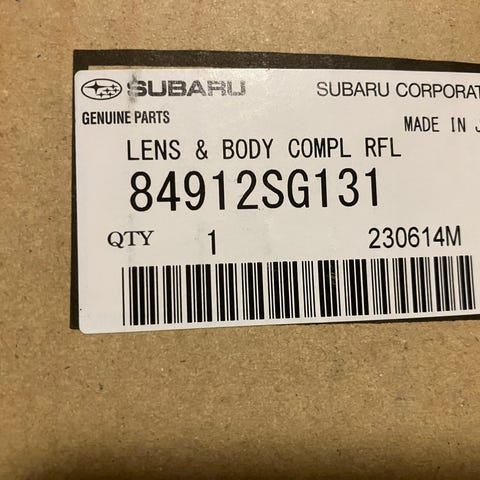 SUBARU SUBARU CORPORAT
GENUINE PARTS
MADE IN J
LENS & BODY COMPL RFL
84912SG131
QTY 1 230614M